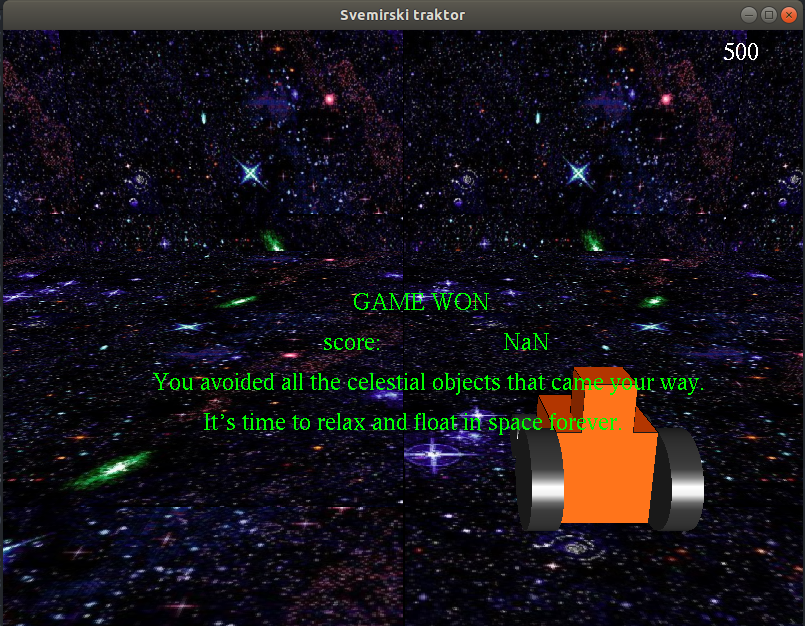 Svemirski traktor
500
GAME WON
score: NaN
You avoided all the celestial objects that came your way.
It's time to relax and float in space forever.